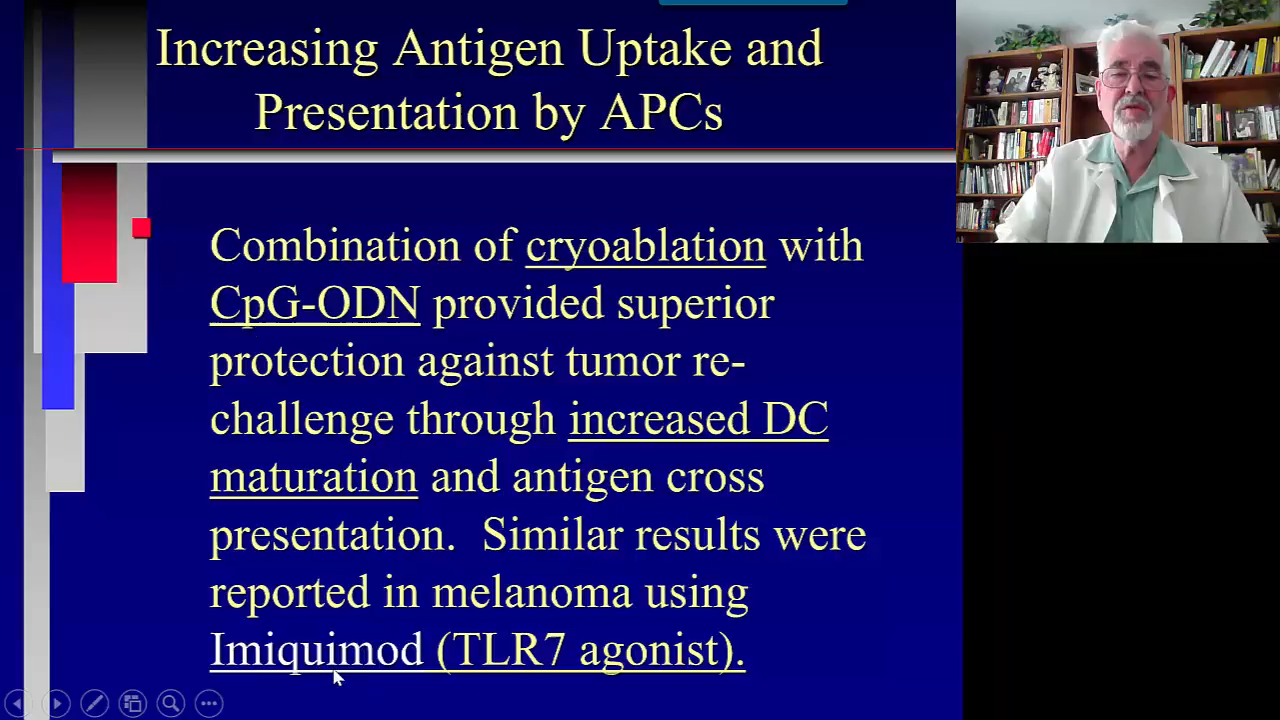 Increasing Antigen Uptake and
Presentation by APCs
Combination of cryoablation with
CpG-ODN provided superior
protection against tumor re-
challenge through increased DC
maturation and antigen cross
presentation.  Similar results were
reported in melanoma using
Imiquimod (TLR7 agonist).